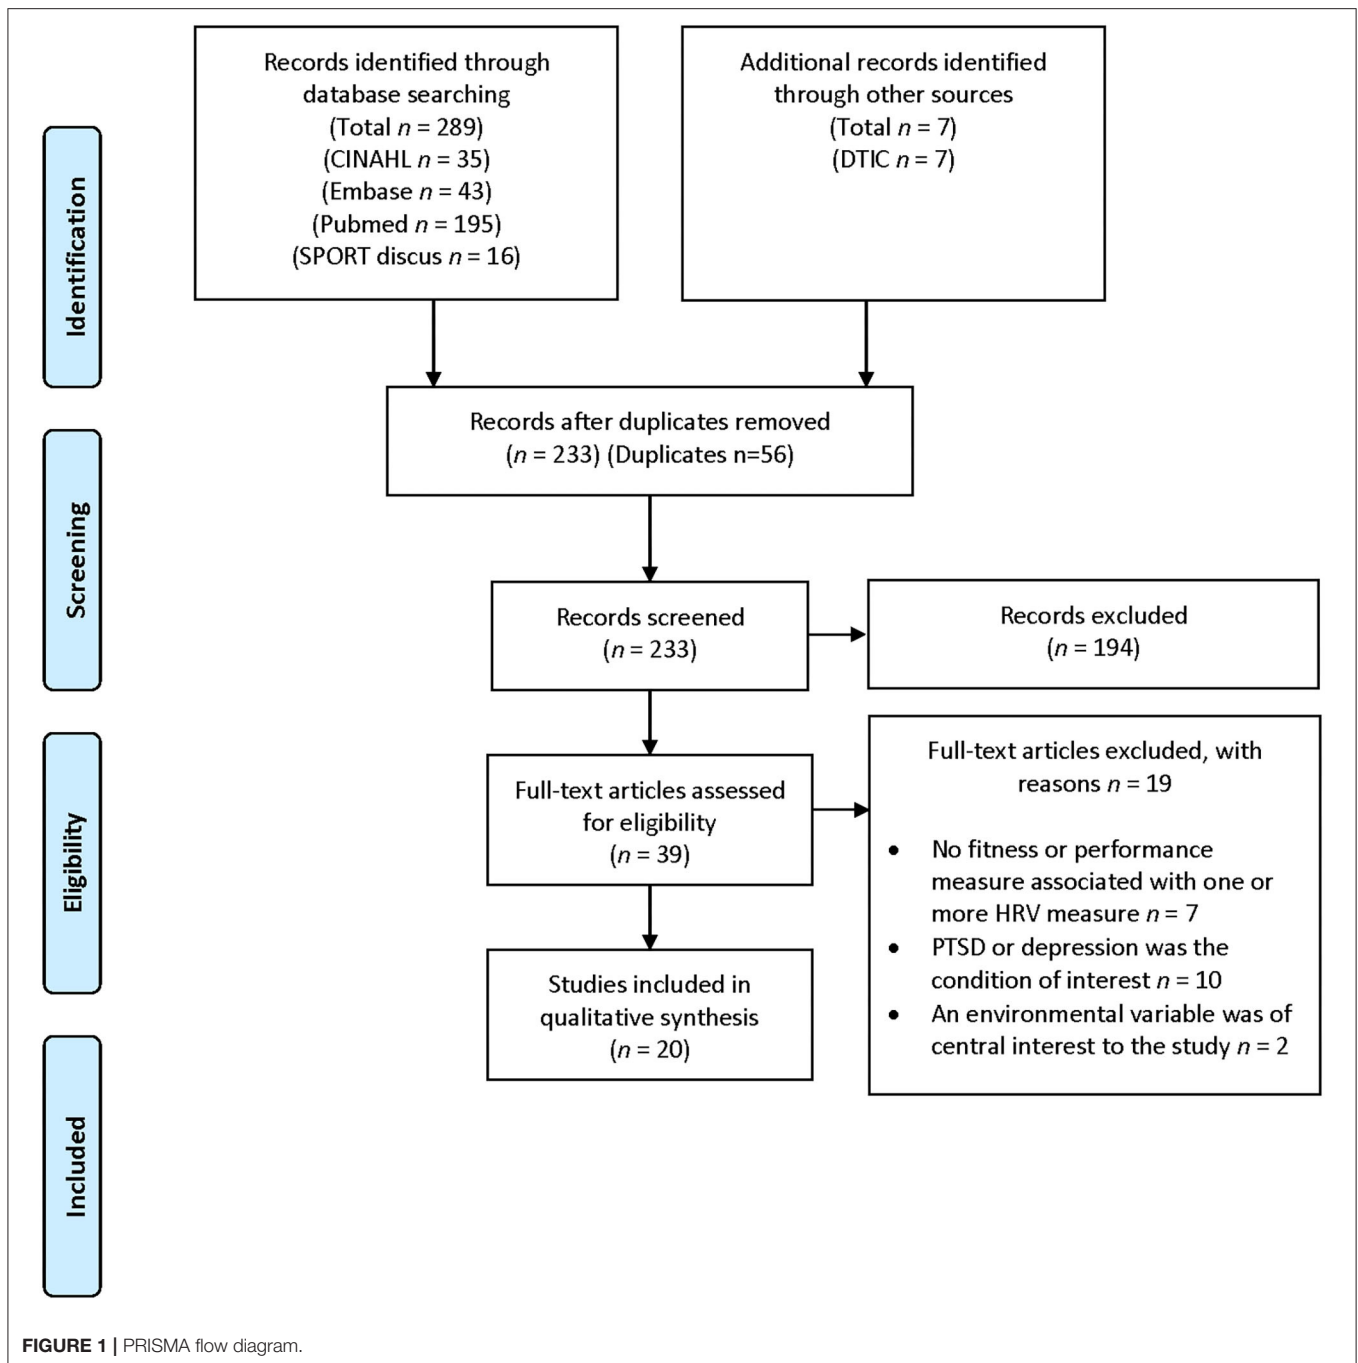 Records identified through
database searching
(Total n = 289)
(CINAHL n = 35)
(Embase n = 43)
(Pubmed n = 195)
(SPORT discus n = 16)
Additional records identified
through other sources
(Total n = 7)
(DTIC n = 7)
Identification
Records after duplicates removed
(n = 233) (Duplicates n=56)
Screening
Records screened
(n = 233)
Records excluded
(n = 194)
Eligibility
Full-text articles assessed
for eligibility
(n = 39)
Full-text articles excluded, with
reasons n = 19
• No fitness or performance
measure associated with one or
more HRV measure n = 7
• PTSD or depression was the
condition of interest n = 10
• An environmental variable was of
central interest to the study n = 2
Studies included in
qualitative synthesis
(n = 20)
Included
FIGURE 1 | PRISMA flow diagram.